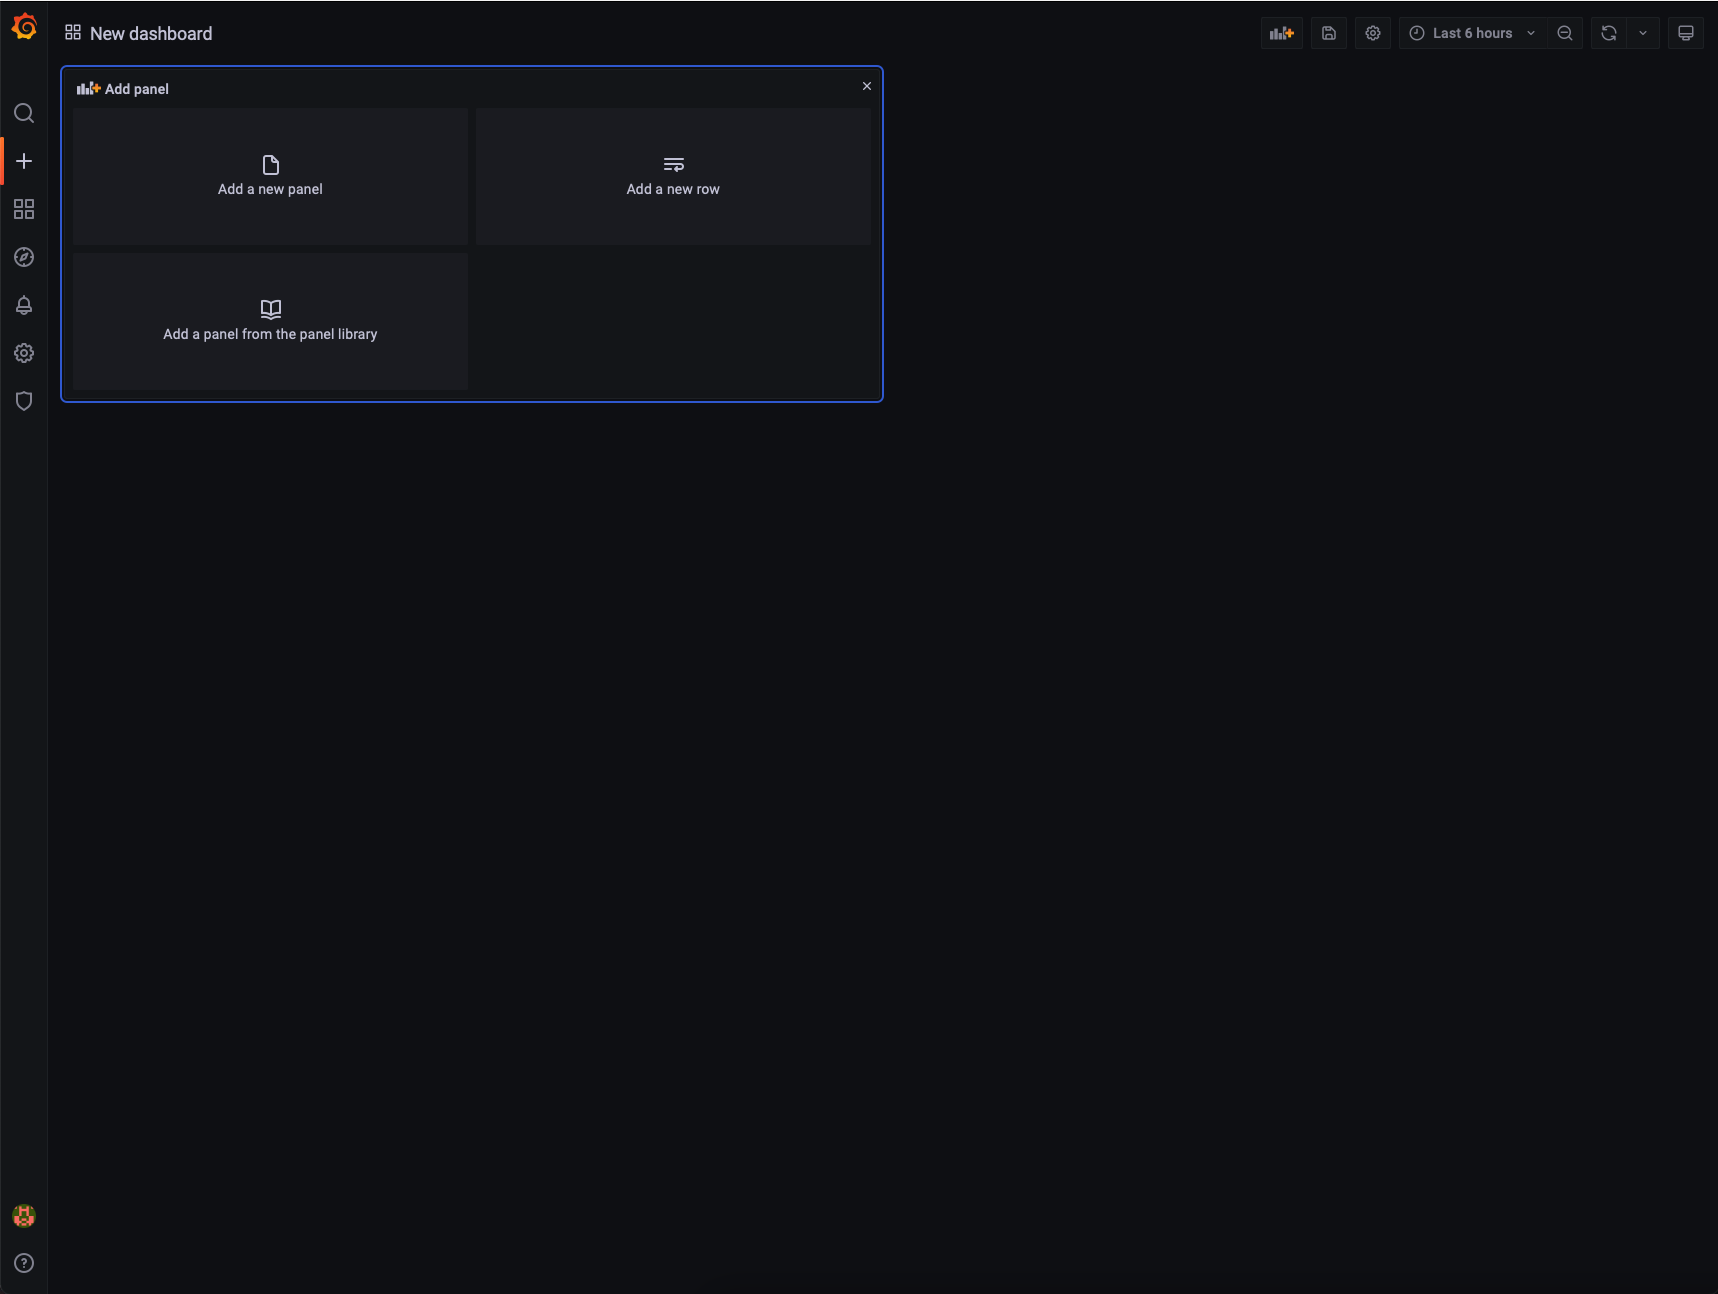 New dashboard
Last 6 hours
Add panel
Add a new panel
Add a new row
Add a panel from the panel library